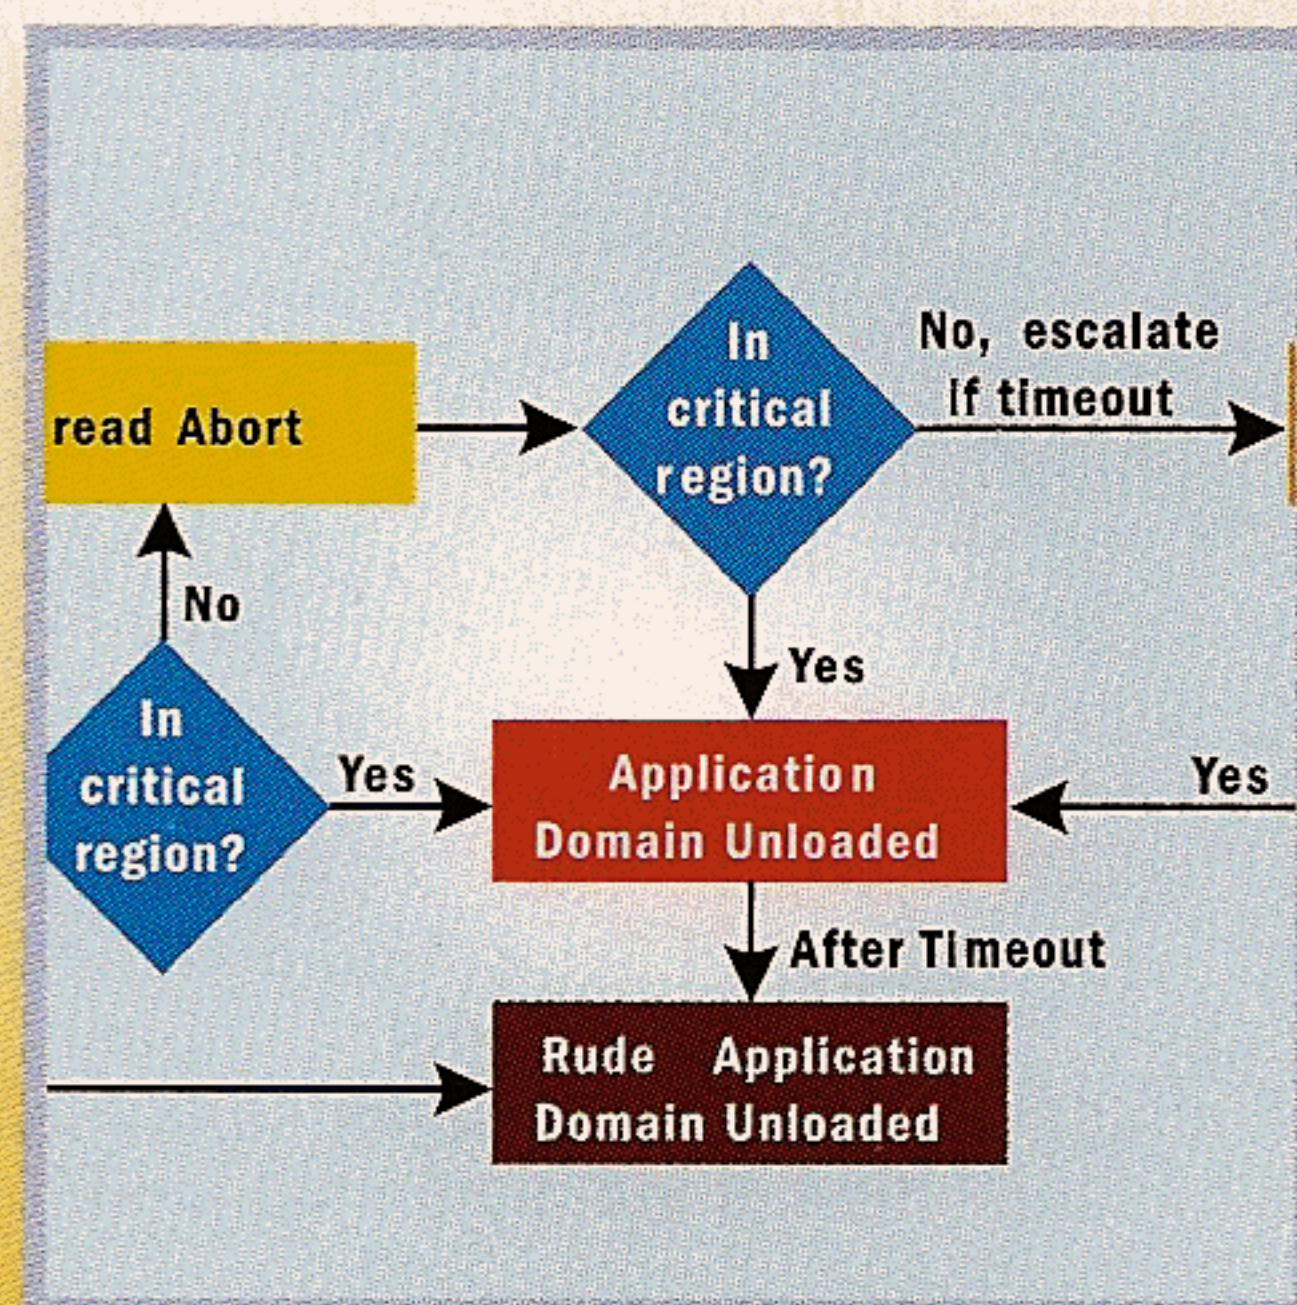 In
critical
region?
No, escalate
if timeout
read Abort
No
Yes
In
critical
region?
Yes
Application
Domain Unloaded
Yes
After Timeout
Rude Application
Domain Unloaded